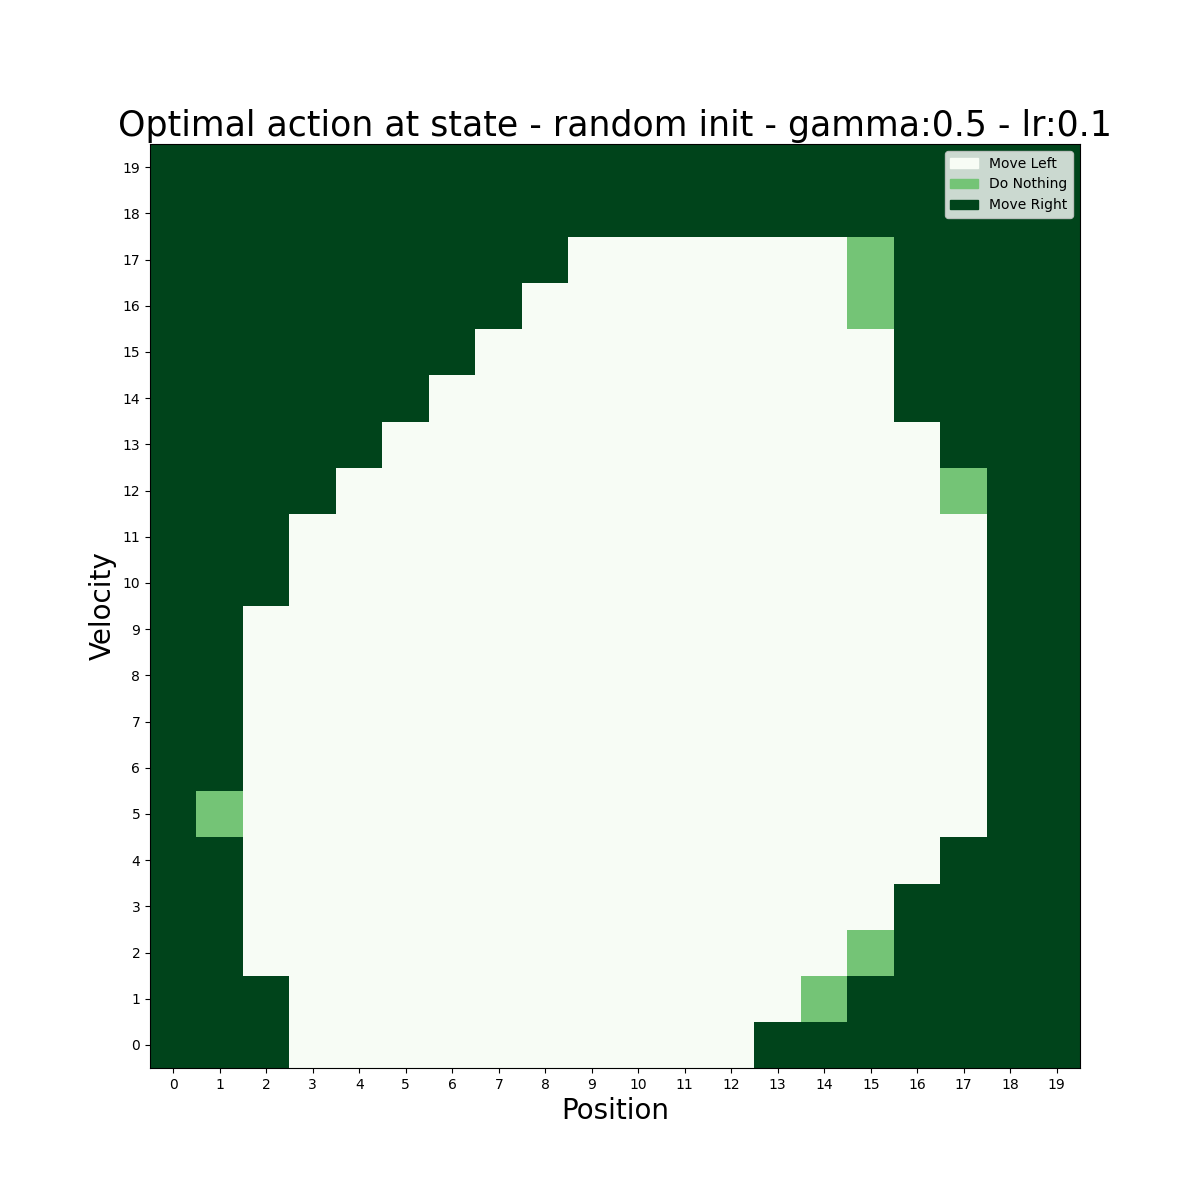 Optimal action at state - random init - gamma:0.5 - lr:0.1
Move Left
Do Nothing
Move Right
19
18
17
16
15
14
13
12
11
10
9
8
7
6
5
4
3
2
1
0
Velocity
0 1 2 3 4 5 6 7 8 9 10 11 12 13 14 15 16 17 18 19
Position